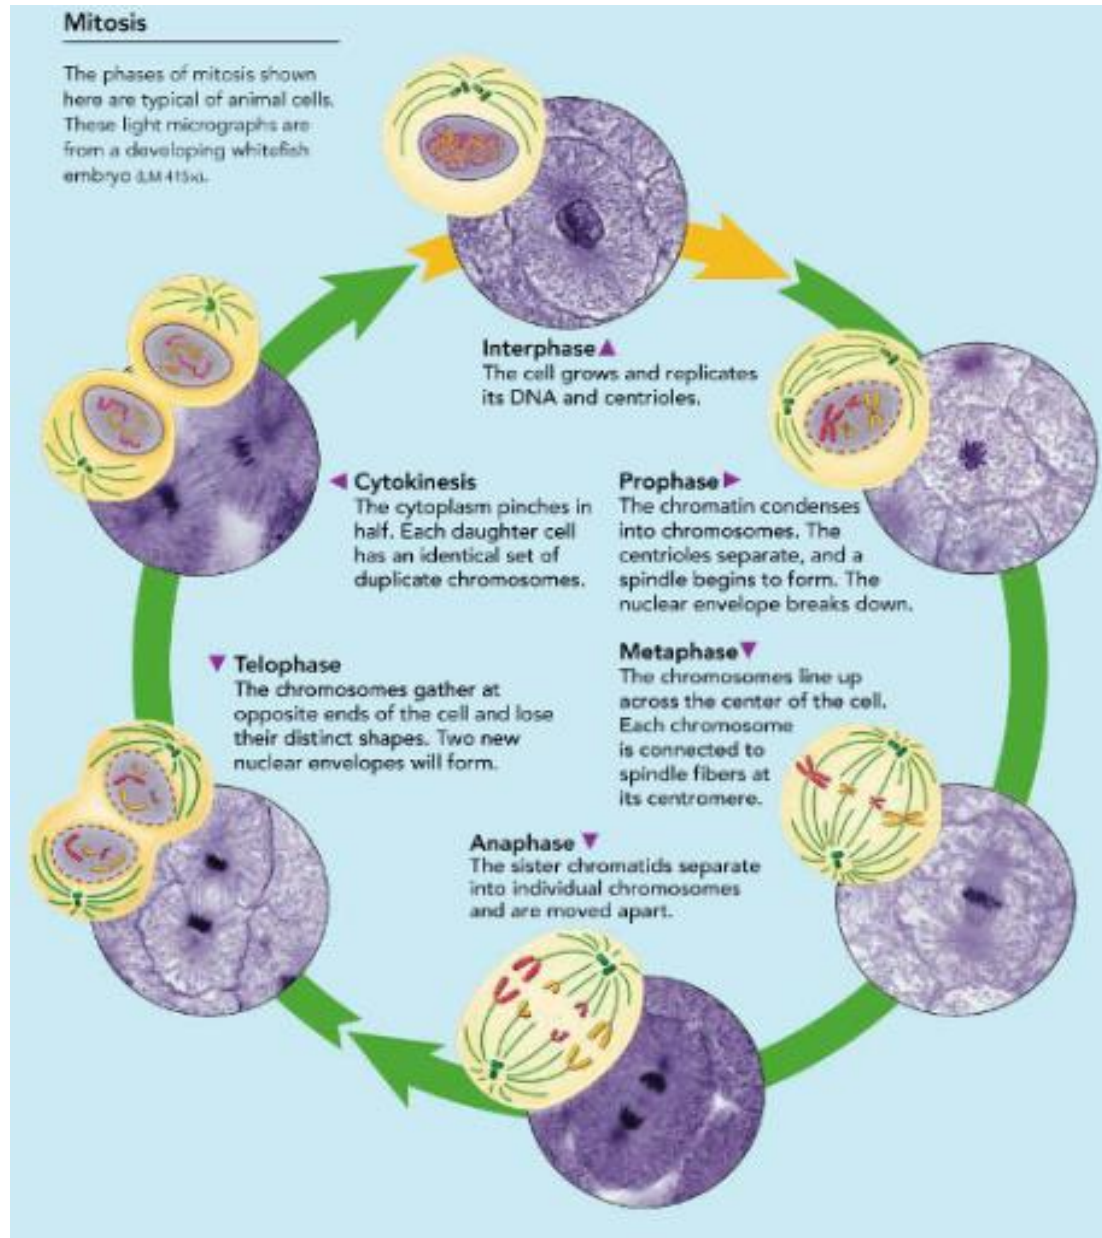 Mitosis
The phases of mitosis shown
here are typical of animal cells.
These light micrographs are
from a developing whitefish
embryo (LM 415x).
Interphase▲
The cell grows and replicates
its DNA and centrioles.
Prophase▶
The chromatin condenses
into chromosomes. The
centrioles separate, and a
spindle begins to form. The
nuclear envelope breaks down.
Metaphase▼
The chromosomes line up
across the center of the cell.
Each chromosome
is connected to
spindle fibers at
its centromere.
Anaphase ▼
The sister chromatids separate
into individual chromosomes
and are moved apart.
▼ Telophase
The chromosomes gather at
opposite ends of the cell and lose
their distinct shapes. Two new
nuclear envelopes will form.
◀ Cytokinesis
The cytoplasm pinches in
half. Each daughter cell
has an identical set of
duplicate chromosomes.